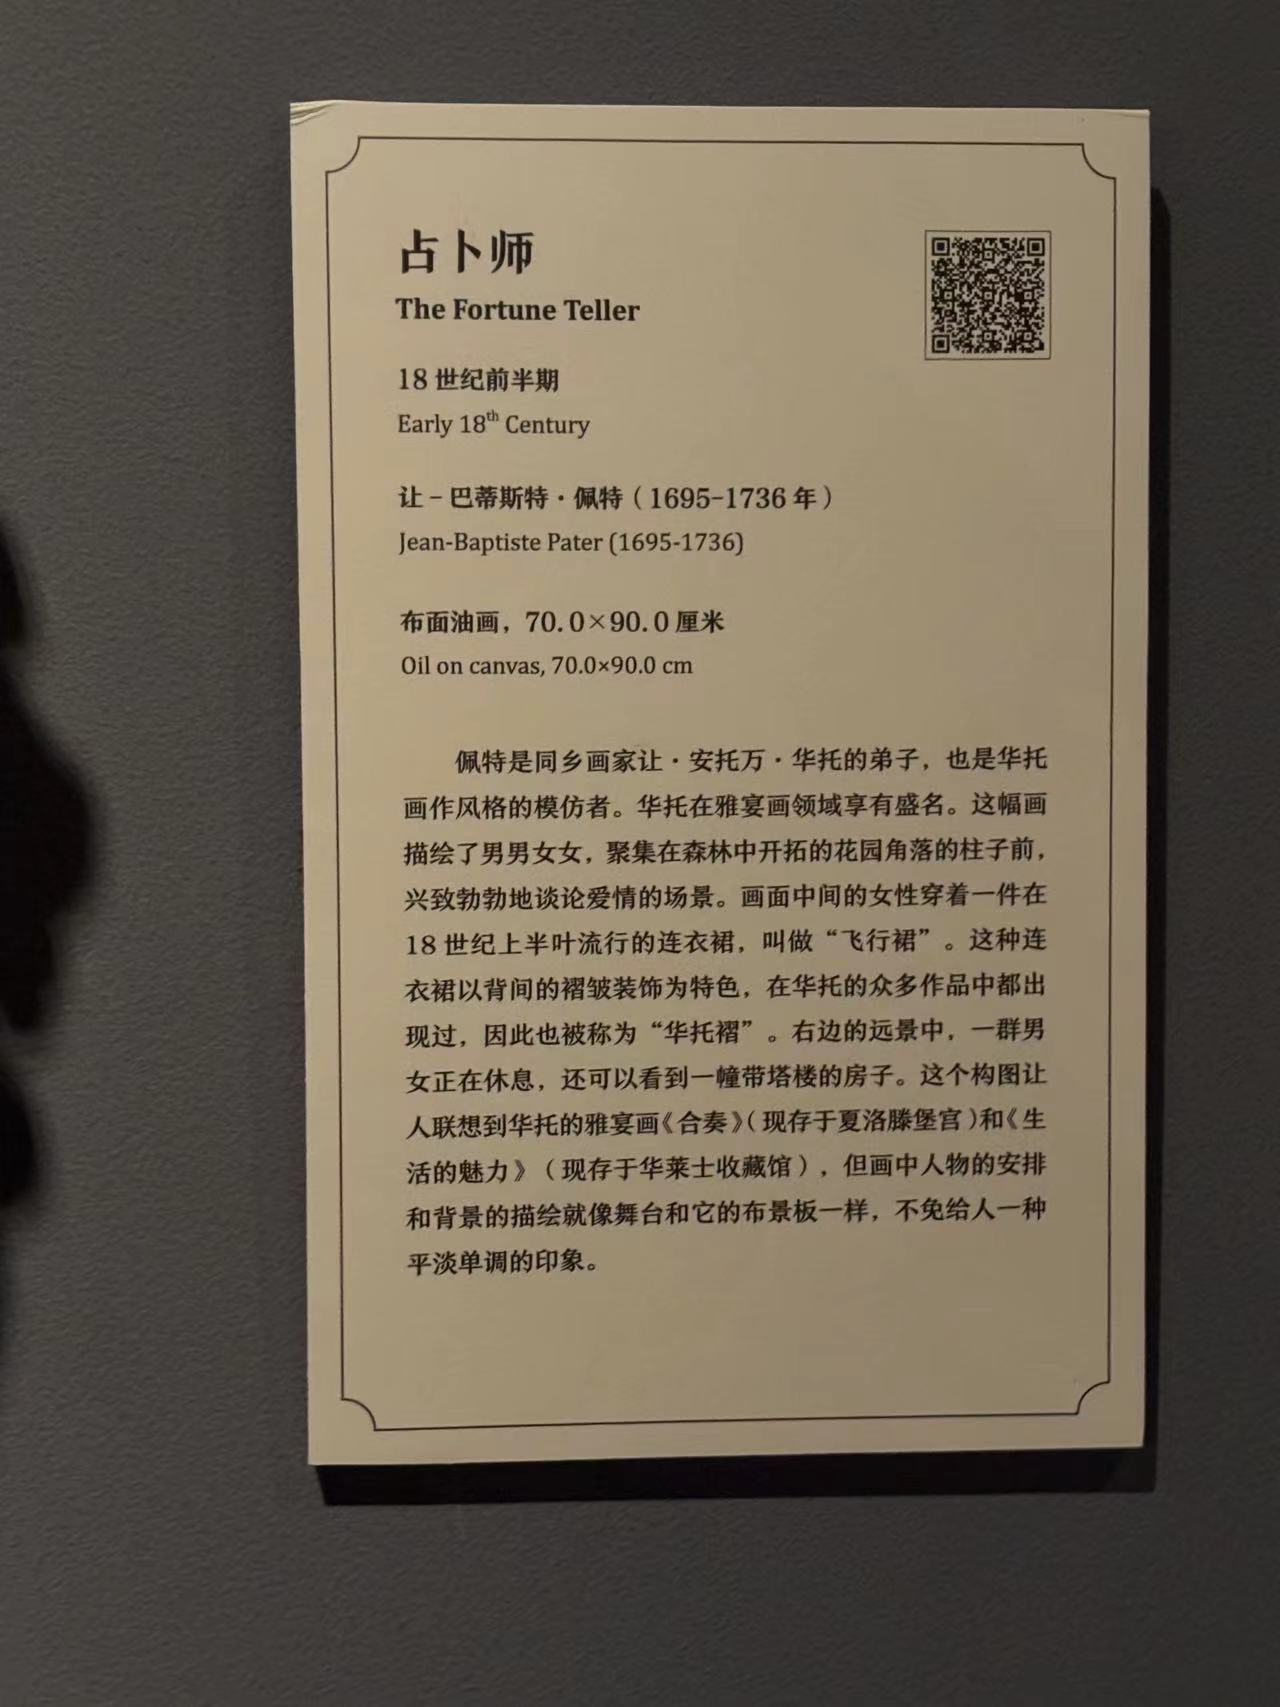 占卜师
The Fortune Teller
18 世纪前半期
Early 18th Century
让－巴蒂斯特·佩特（1695-1736 年）
Jean-Baptiste Pater (1695-1736)
布面油画，70.0×90.0 厘米
Oil on canvas, 70.0×90.0 cm
佩特是同乡画家让·安托万·华托的弟子，也是华托
画作风格的模仿者。华托在雅宴画领域享有盛名。这幅画
描绘了男男女女，聚集在森林中开拓的花园角落的柱子前，
兴致勃勃地谈论爱情的场景。画面中间的女性穿着一件在
18 世纪上半叶流行的连衣裙，叫做“飞行裙”。这种连
衣裙以背间的褶皱装饰为特色，在华托的众多作品中都出
现过，因此也被称为“华托褶”。右边的远景中，一群男
女正在休息，还可以看到一幢带塔楼的房子。这个构图让
人联想到华托的雅宴画《合奏》（现存于夏洛滕堡宫）和《生
活的魅力》（现存于华莱士收藏馆），但画中人物的安排
和背景的描绘就像舞台和它的布景板一样，不免给人一种
平淡单调的印象。